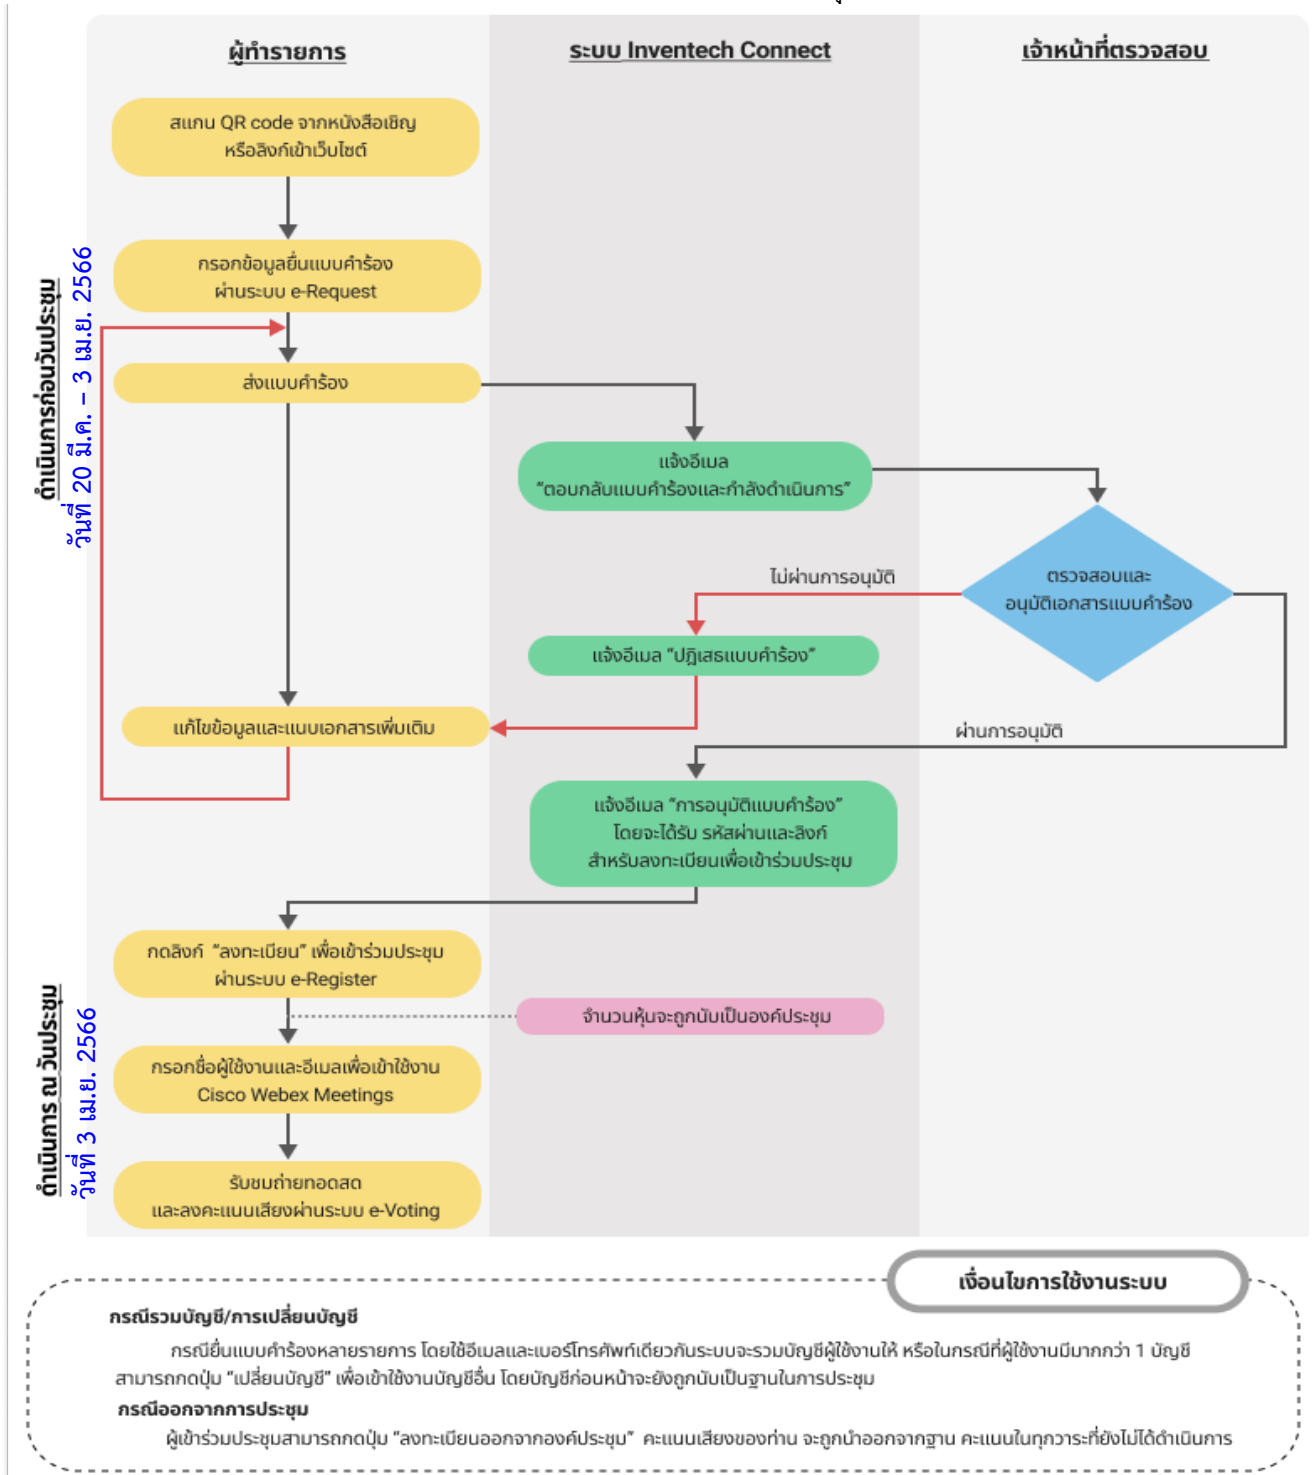 ผู้ทำรายการ
ระบบ Inventech Connect
เจ้าหน้าที่ตรวจสอบ
ดำเนินการก่อนวันประชุม
วันที่ 20 มี.ค. – 3 เม.ย. 2566
สแกน QR code จากหนังสือเชิญ
หรือลิงก์เข้าเว็บไซต์
กรอกข้อมูลยื่นแบบคำร้อง
ผ่านระบบ e-Request
ส่งแบบคำร้อง
แจ้งอีเมล
“ตอบกลับแบบคำร้องและกำลังดำเนินการ”
ตรวจสอบและ
อนุมัติเอกสารแบบคำร้อง
ไม่ผ่านการอนุมัติ
แจ้งอีเมล “ปฏิเสธแบบคำร้อง”
แก้ไขข้อมูลและแนบเอกสารเพิ่มเติม
ผ่านการอนุมัติ
แจ้งอีเมล “การอนุมัติแบบคำร้อง”
โดยจะได้รับ รหัสผ่านและลิงก์
สำหรับลงทะเบียนเพื่อเข้าร่วมประชุม
ดำเนินการ ณ วันประชุม
วันที่ 3 เม.ย. 2566
กดลิงก์ “ลงทะเบียน” เพื่อเข้าร่วมประชุม
ผ่านระบบ e-Register
จำนวนหุ้นจะถูกนับเป็นองค์ประชุม
กรอกชื่อผู้ใช้งานและอีเมลเพื่อเข้าใช้งาน
Cisco Webex Meetings
รับชมถ่ายทอดสด
และลงคะแนนเสียงผ่านระบบ e-Voting
เงื่อนไขการใช้งานระบบ
กรณีรวมบัญชี/การเปลี่ยนบัญชี
กรณียื่นแบบคำร้องหลายรายการ โดยใช้อีเมลและเบอร์โทรศัพท์เดียวกันระบบจะรวมบัญชีผู้ใช้งานให้ หรือในกรณีที่ผู้ใช้งานมีมากกว่า 1 บัญชี
สามารถกดปุ่ม “เปลี่ยนบัญชี” เพื่อเข้าใช้งานบัญชีอื่น โดยบัญชีก่อนหน้าจะยังถูกนับเป็นฐานในการประชุม
กรณีออกจากการประชุม
ผู้เข้าร่วมประชุมสามารถกดปุ่ม “ลงทะเบียนออกจากองค์ประชุม” คะแนนเสียงของท่าน จะถูกนำออกจากฐาน คะแนนในทุกวาระที่ยังไม่ได้ดำเนินการ